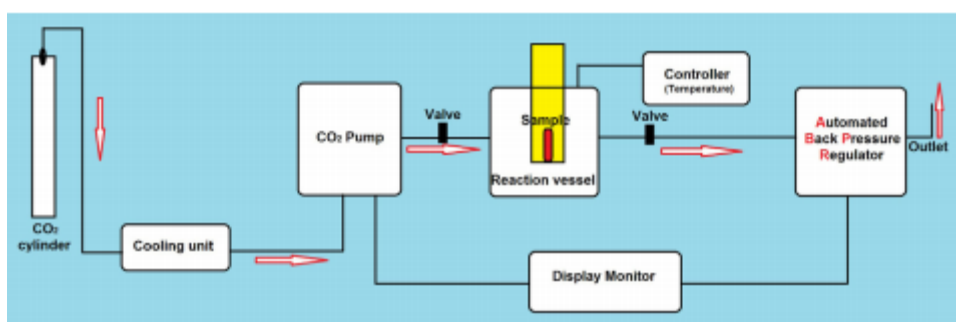 CO₂
cylinder
Cooling unit
CO₂ Pump
Valve
Sample
Reaction vessel
Controller
(Temperature)
Valve
Automated
Back Pressure
Regulator
Outlet
Display Monitor